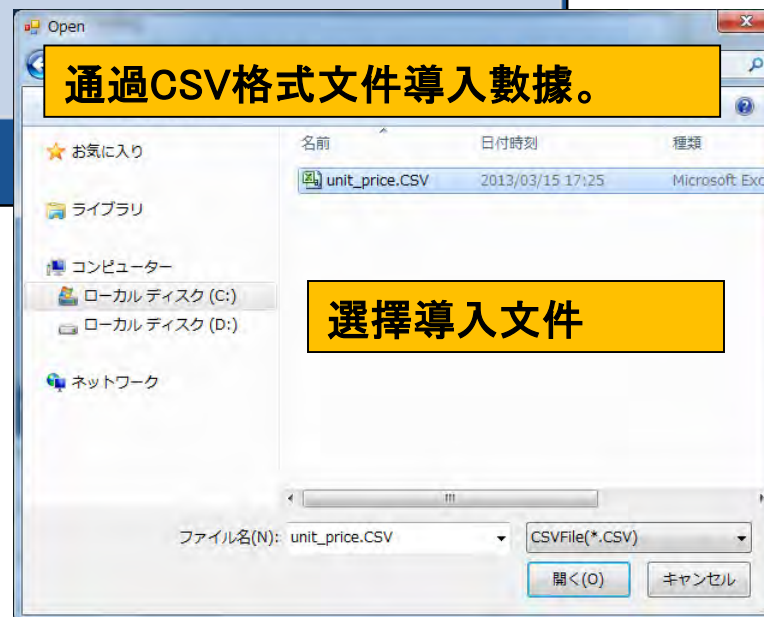 Open
通過CSV格式文件導入數據。
お気に入り
ライブラリ
コンピューター
ローカル ディスク (C:)
ローカル ディスク (D:)
ネットワーク
名前 日付時刻 種類
unit_price.CSV 2013/03/15 17:25 Microsoft Exc
選擇導入文件
ファイル名(N): unit_price.CSV CSVFile(*.CSV)
開く(O) キャンセル